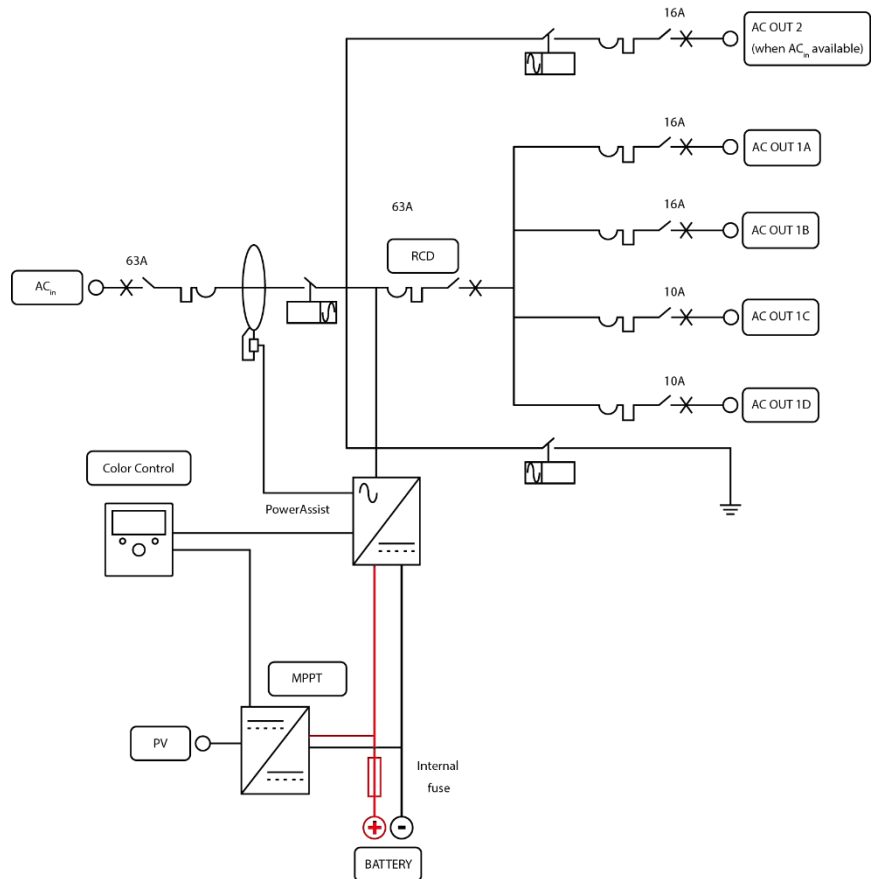 16A
AC OUT 2
(when ACin available)
16A
AC OUT 1A
16A
AC OUT 1B
63A
RCD
63A
ACin
10A
AC OUT 1C
10A
AC OUT 1D
Color Control
PowerAssist
MPPT
PV
Internal
fuse
+ -
BATTERY